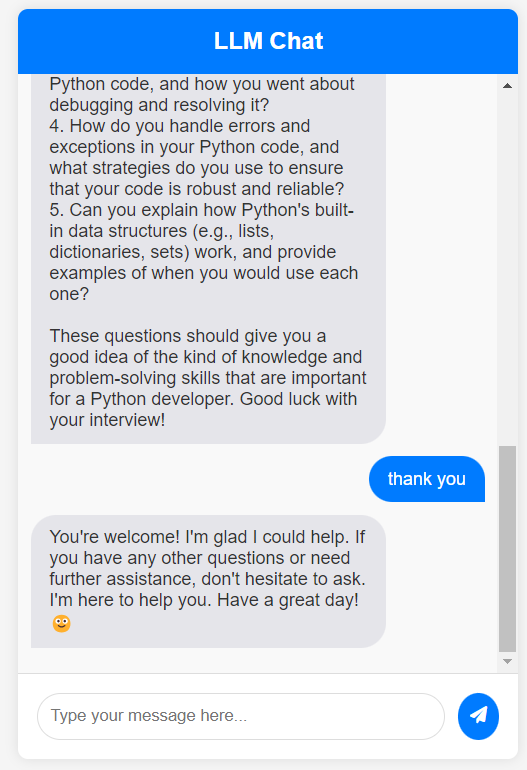 LLM Chat
Python code, and how you went about
debugging and resolving it?
4. How do you handle errors and
exceptions in your Python code, and
what strategies do you use to ensure
that your code is robust and reliable?
5. Can you explain how Python's built-
in data structures (e.g., lists,
dictionaries, sets) work, and provide
examples of when you would use each
one?
These questions should give you a
good idea of the kind of knowledge and
problem-solving skills that are important
for a Python developer. Good luck with
your interview!
thank you
You're welcome! I'm glad I could help. If
you have any other questions or need
further assistance, don't hesitate to ask.
I'm here to help you. Have a great day!
Type your message here...